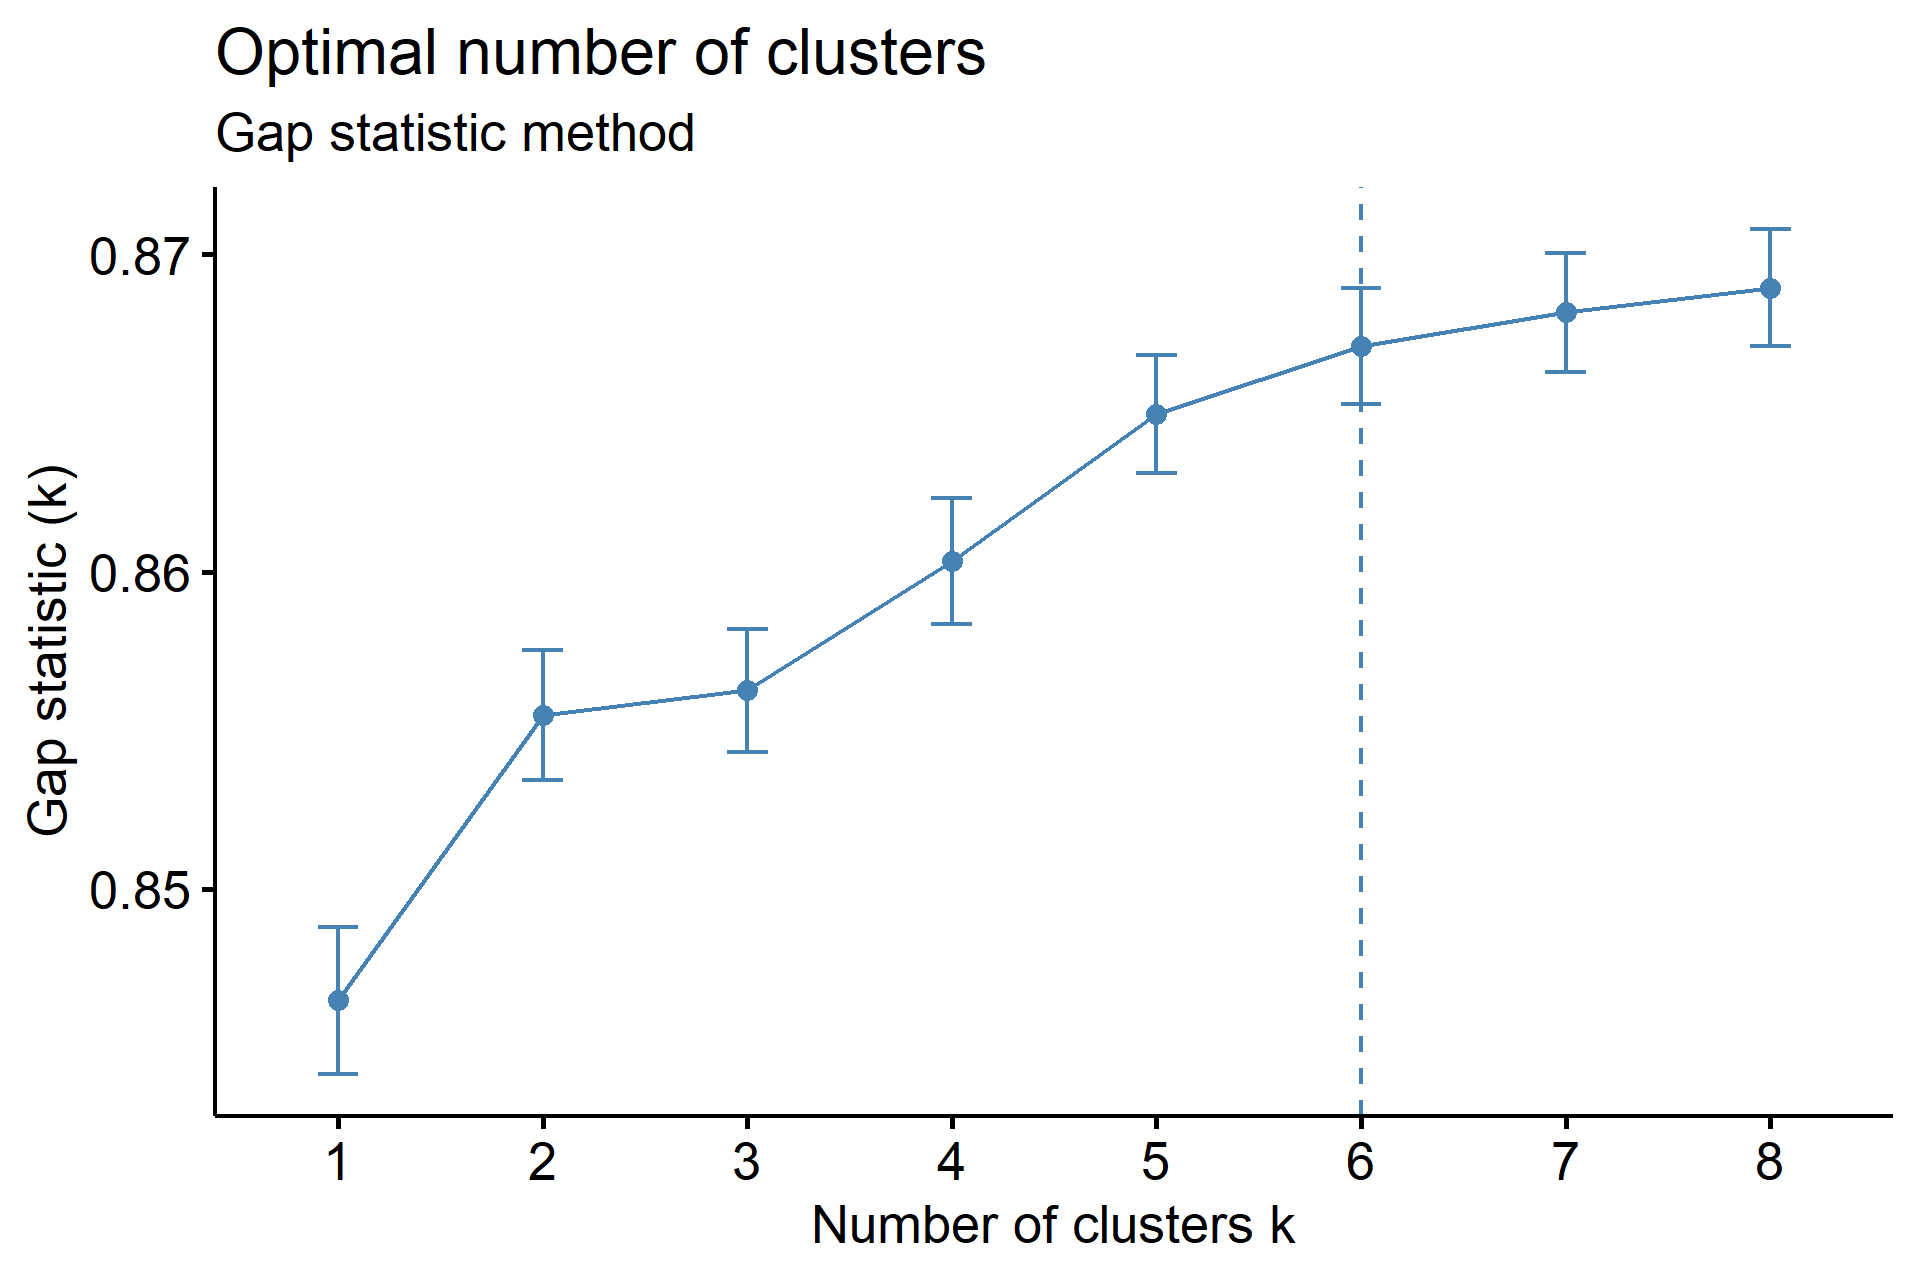 Optimal number of clusters
Gap statistic method
Gap statistic (k)
0.87
0.86
0.85
1 2 3 4 5 6 7 8
Number of clusters k